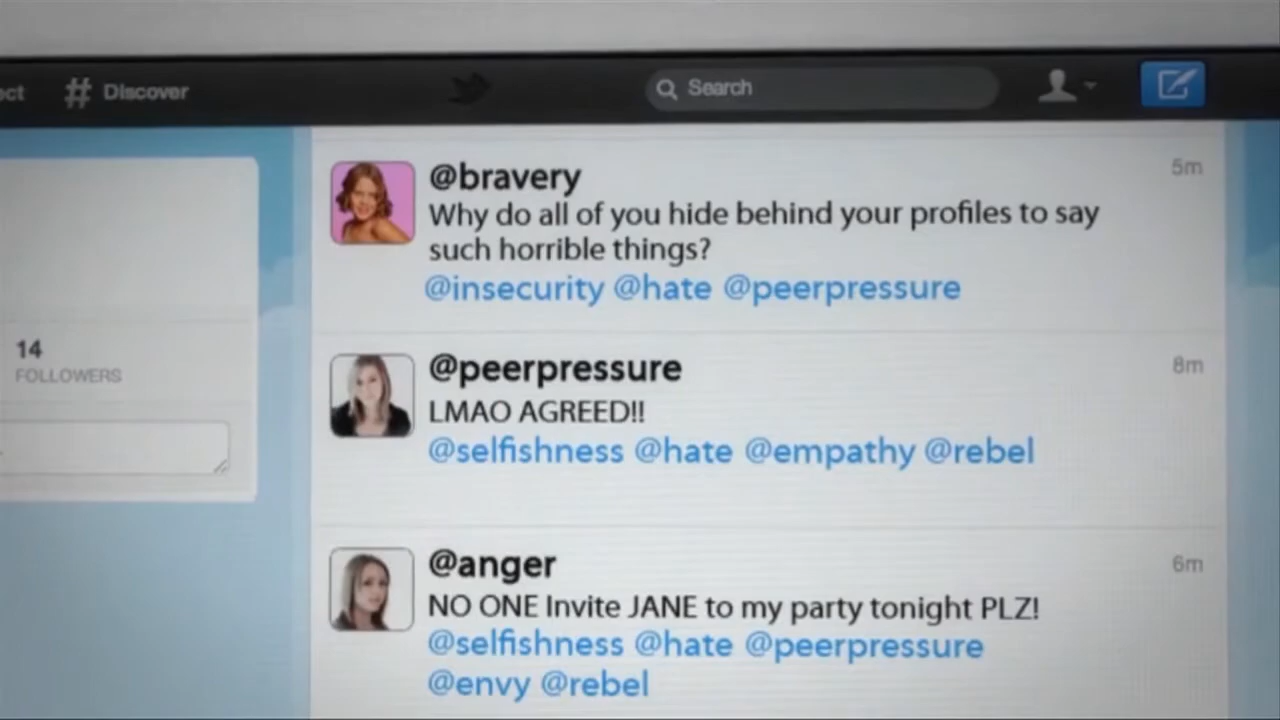 ct # Discover
Search
@bravery 5m
Why do all of you hide behind your profiles to say
such horrible things?
@insecurity @hate @peerpressure
14
FOLLOWERS
@peerpressure 8m
LMAO AGREED!!
@selfishness @hate @empathy @rebel
@anger 6m
NO ONE Invite JANE to my party tonight PLZ!
@selfishness @hate @peerpressure
@envy @rebel